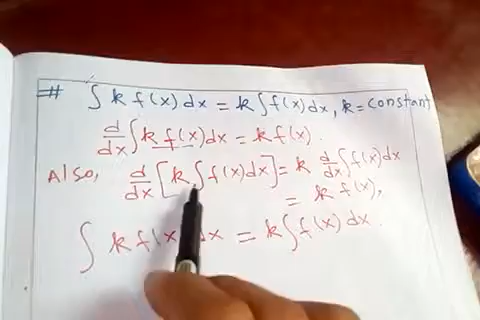 # ∫ k f(x) dx = k ∫ f(x) dx, k = constant
d/dx ∫ k f(x) dx = k f(x).
Also, d/dx [k ∫ f(x) dx] = k d/dx ∫ f(x) dx
= k f(x),
∫ k f(x) dx = k ∫ f(x) dx.